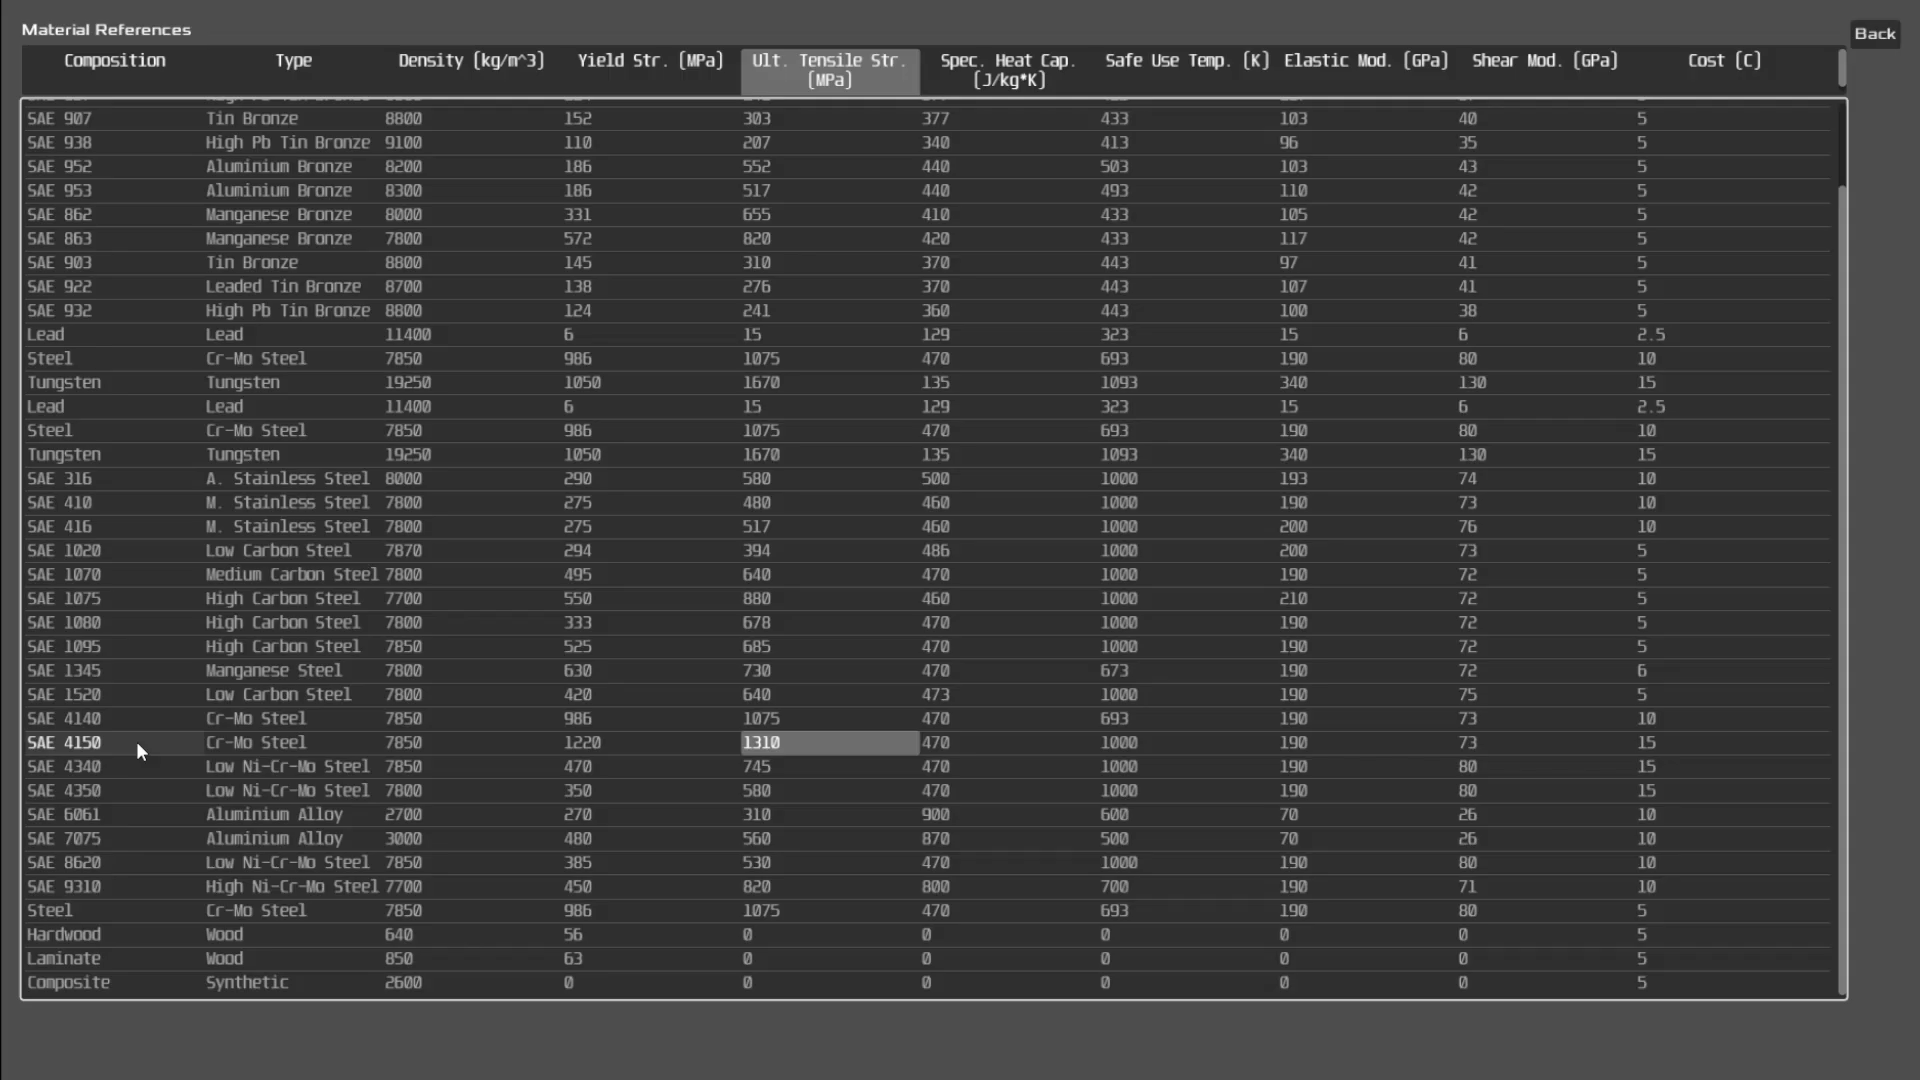 Material References
Back
Composition Type Density (kg/m^3) Yield Str. (MPa) Ult. Tensile Str. (MPa) Spec. Heat Cap. (J/kg*K) Safe Use Temp. (K) Elastic Mod. (GPa) Shear Mod. (GPa) Cost (C)
SAE 907 Tin Bronze 8800 152 303 377 433 103 40 5
SAE 938 High Pb Tin Bronze 9100 110 207 340 413 96 35 5
SAE 952 Aluminium Bronze 8200 186 552 440 503 103 43 5
SAE 953 Aluminium Bronze 8300 186 517 440 493 110 42 5
SAE 862 Manganese Bronze 8000 331 655 410 433 105 42 5
SAE 863 Manganese Bronze 7800 572 820 420 433 117 42 5
SAE 903 Tin Bronze 8800 145 310 370 443 97 41 5
SAE 922 Leaded Tin Bronze 8700 138 276 370 443 107 41 5
SAE 932 High Pb Tin Bronze 8800 124 241 360 443 100 38 5
Lead Lead 11400 6 15 129 323 15 6 2.5
Steel Cr-Mo Steel 7850 986 1075 470 693 190 80 10
Tungsten Tungsten 19250 1050 1670 135 1093 340 130 15
Lead Lead 11400 6 15 129 323 15 6 2.5
Steel Cr-Mo Steel 7850 986 1075 470 693 190 80 10
Tungsten Tungsten 19250 1050 1670 135 1093 340 130 15
SAE 316 A. Stainless Steel 8000 290 580 500 1000 193 74 10
SAE 410 M. Stainless Steel 7800 275 480 460 1000 190 73 10
SAE 416 M. Stainless Steel 7800 275 517 460 1000 200 76 10
SAE 1020 Low Carbon Steel 7870 294 394 486 1000 200 73 5
SAE 1070 Medium Carbon Steel 7800 495 640 470 1000 190 72 5
SAE 1075 High Carbon Steel 7700 550 880 460 1000 210 72 5
SAE 1080 High Carbon Steel 7800 333 678 470 1000 190 72 5
SAE 1095 High Carbon Steel 7850 525 685 470 1000 190 72 5
SAE 1345 Manganese Steel 7800 630 730 470 673 190 72 6
SAE 1520 Low Carbon Steel 7800 420 640 473 1000 190 75 5
SAE 4140 Cr-Mo Steel 7850 986 1075 470 693 190 73 10
SAE 4150 Cr-Mo Steel 7850 1220 1310 470 1000 190 73 15
SAE 4340 Low Ni-Cr-Mo Steel 7850 470 745 470 1000 190 80 15
SAE 4350 Low Ni-Cr-Mo Steel 7800 350 580 470 1000 190 80 15
SAE 6061 Aluminium Alloy 2700 270 310 900 600 70 26 10
SAE 7075 Aluminium Alloy 3000 480 560 870 500 70 26 10
SAE 8620 Low Ni-Cr-Mo Steel 7850 385 530 470 1000 190 80 10
SAE 9310 High Ni-Cr-Mo Steel 7700 450 820 800 700 190 71 10
Steel Cr-Mo Steel 7850 986 1075 470 693 190 80 5
Hardwood Wood 640 56 0 0 0 0 0 5
Laminate Wood 850 63 0 0 0 0 0 5
Composite Synthetic 2600 0 0 0 0 0 0 5